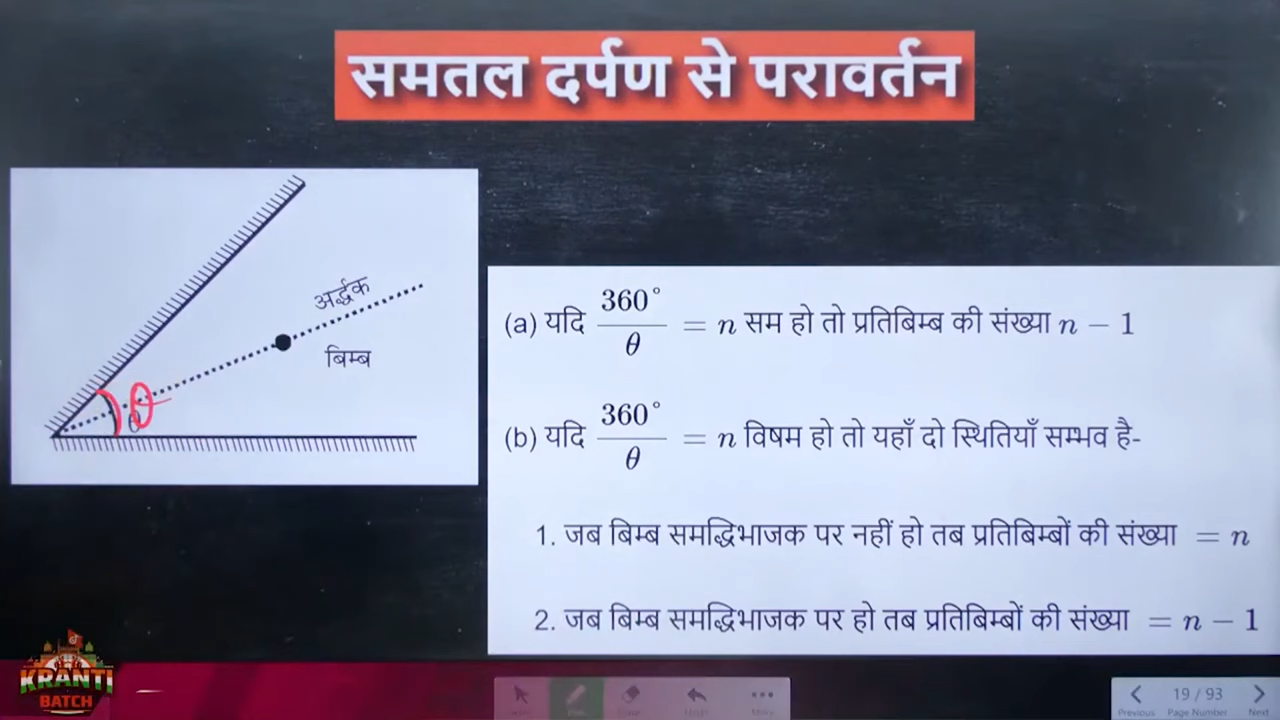 समतल दर्पण से परावर्तन
अर्द्धक
बिम्ब
θ
θ
(a) यदि 360°/θ = n सम हो तो प्रतिबिम्ब की संख्या n − 1
(b) यदि 360°/θ = n विषम हो तो यहाँ दो स्थितियाँ सम्भव है-
1. जब बिम्ब समद्धिभाजक पर नहीं हो तब प्रतिबिम्बों की संख्या = n
2. जब बिम्ब समद्धिभाजक पर हो तब प्रतिबिम्बों की संख्या = n − 1
KRANTI
BATCH
Undo
19 / 93
Previous Page Number Next